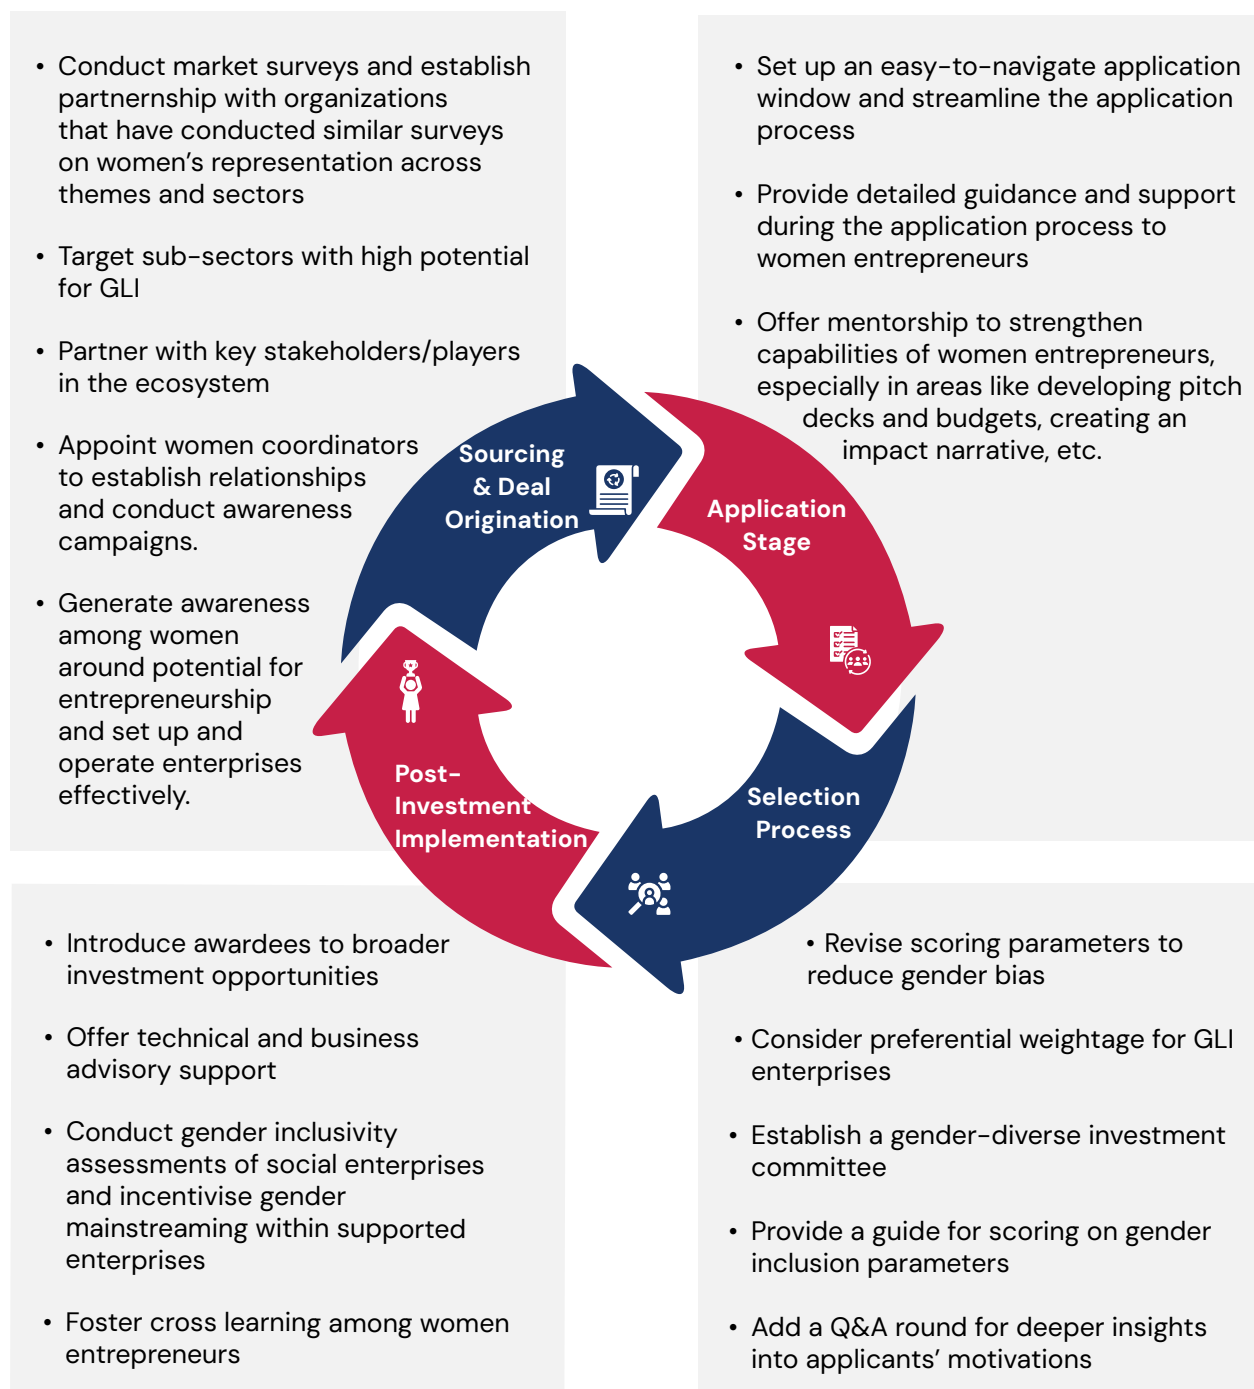 • Conduct market surveys and establish
partnernship with organizations
that have conducted similar surveys
on women's representation across
themes and sectors
• Target sub-sectors with high potential
for GLI
• Partner with key stakeholders/players
in the ecosystem
• Appoint women coordinators
to establish relationships
and conduct awareness
campaigns.
• Generate awareness
among women
around potential for
entrepreneurship
and set up and
operate enterprises
effectively.
• Set up an easy-to-navigate application
window and streamline the application
process
• Provide detailed guidance and support
during the application process to
women entrepreneurs
• Offer mentorship to strengthen
capabilities of women entrepreneurs,
especially in areas like developing pitch
decks and budgets, creating an
impact narrative, etc.
Sourcing
& Deal
Origination
Application
Stage
Selection
Process
Post-
Investment
Implementation
• Introduce awardees to broader
investment opportunities
• Offer technical and business
advisory support
• Conduct gender inclusivity
assessments of social enterprises
and incentivise gender
mainstreaming within supported
enterprises
• Foster cross learning among women
entrepreneurs
• Revise scoring parameters to
reduce gender bias
• Consider preferential weightage for GLI
enterprises
• Establish a gender-diverse investment
committee
• Provide a guide for scoring on gender
inclusion parameters
• Add a Q&A round for deeper insights
into applicants' motivations